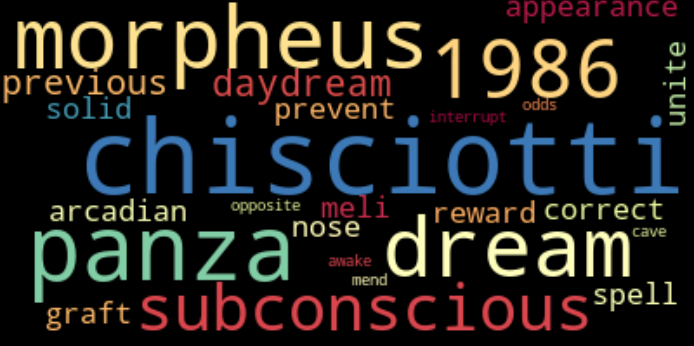 appearance
morpheus 1986 unite
previous daydream
solid prevent odds
interrupt
chisciotti
arcadian opposite meli reward correct
panza nose dream cave
awake
mend
graft subconscious spell